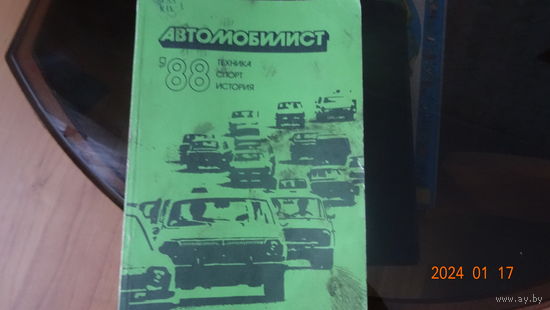 АВТОМОБИЛИСТ
88
ТЕХНИКА
СПОРТ
ИСТОРИЯ
2024 01 17
www.ay.by